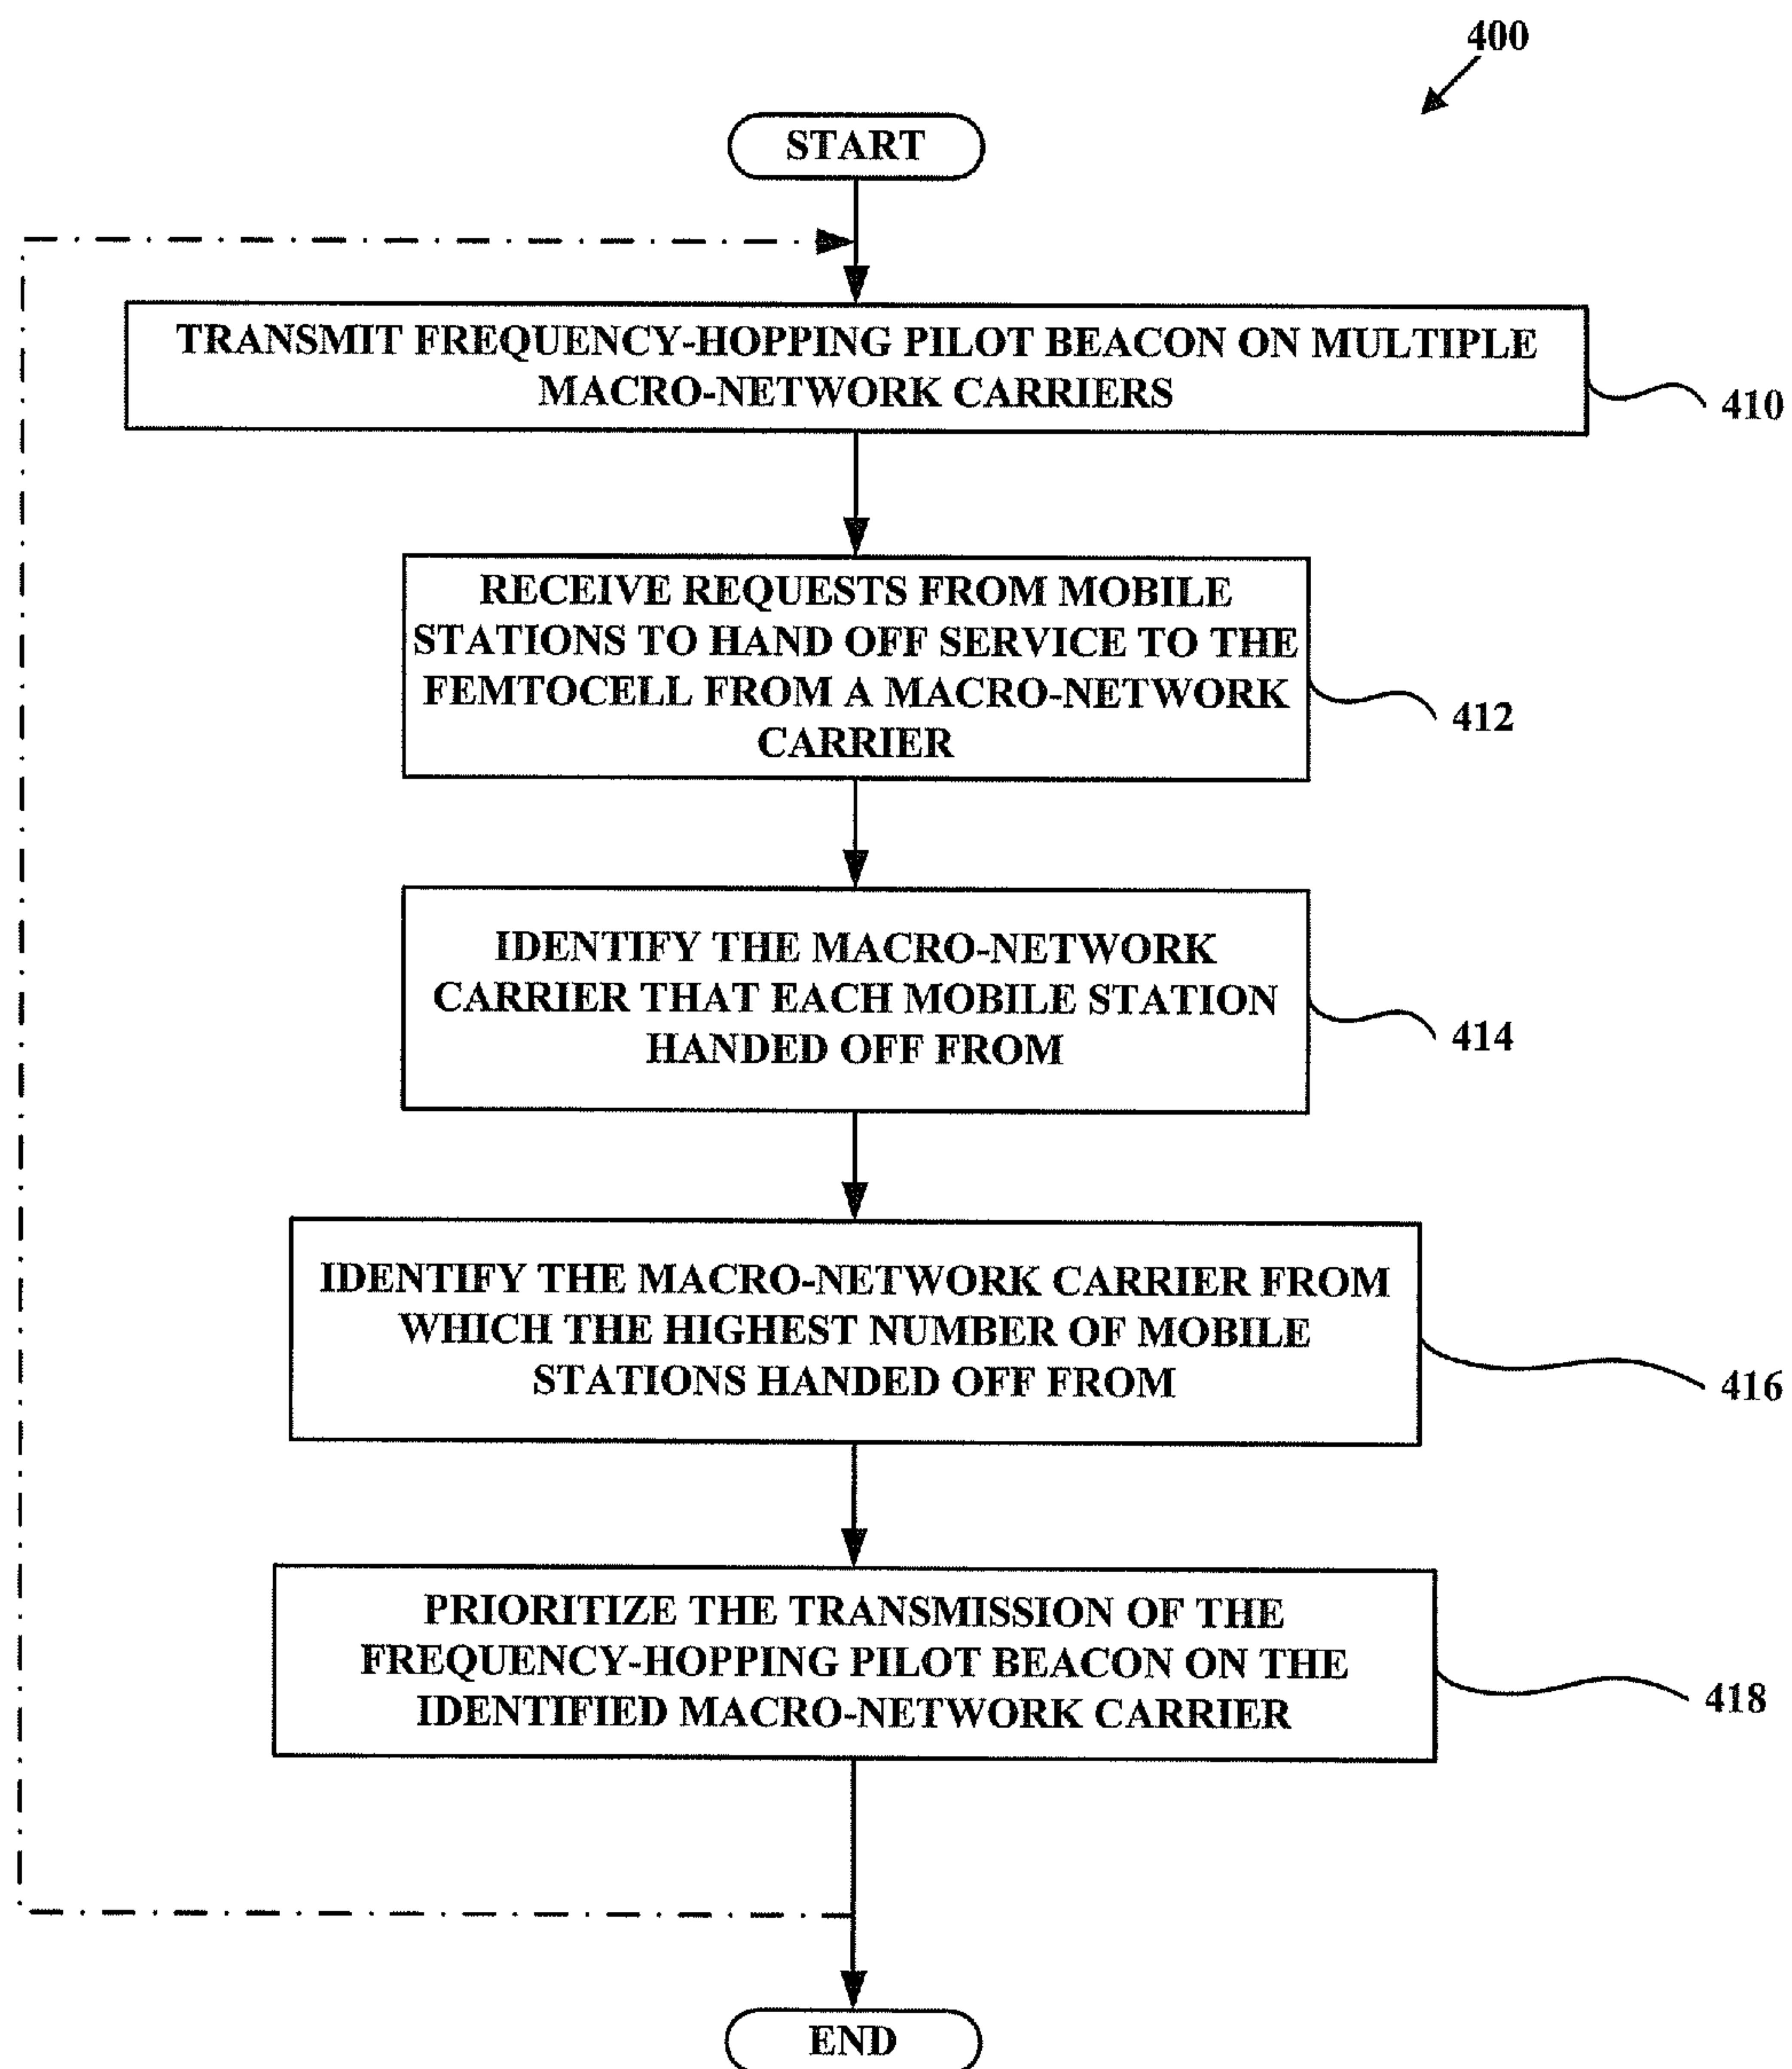 400
START
TRANSMIT FREQUENCY-HOPPING PILOT BEACON ON MULTIPLE
MACRO-NETWORK CARRIERS
410
RECEIVE REQUESTS FROM MOBILE
STATIONS TO HAND OFF SERVICE TO THE
FEMTOCELL FROM A MACRO-NETWORK
CARRIER
412
IDENTIFY THE MACRO-NETWORK
CARRIER THAT EACH MOBILE STATION
HANDED OFF FROM
414
IDENTIFY THE MACRO-NETWORK CARRIER FROM
WHICH THE HIGHEST NUMBER OF MOBILE
STATIONS HANDED OFF FROM
416
PRIORITIZE THE TRANSMISSION OF THE
FREQUENCY-HOPPING PILOT BEACON ON THE
IDENTIFIED MACRO-NETWORK CARRIER
418
END